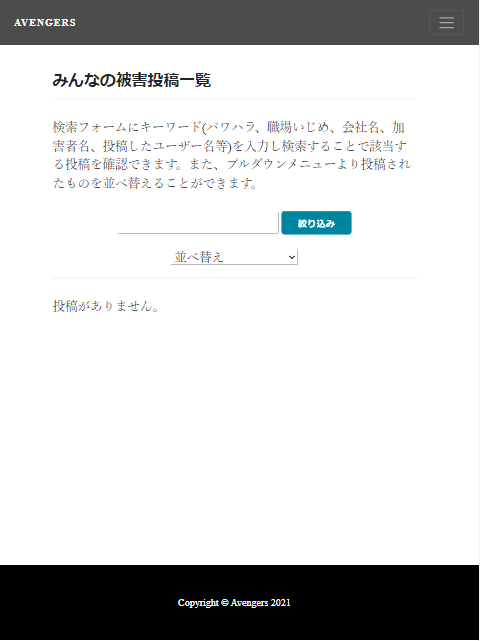 AVENGERS
みんなの被害投稿一覧
検索フォームにキーワード(パワハラ、職場いじめ、会社名、加
害者名、投稿したユーザー名等)を入力し検索することで該当す
る投稿を確認できます。また、プルダウンメニューより投稿され
たものを並べ替えることができます。
絞り込み
並べ替え
投稿がありません。
Copyright © Avengers 2021